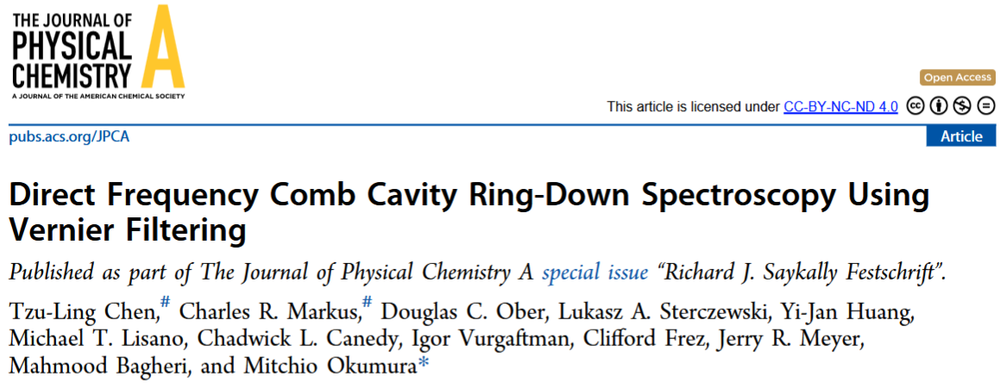 THE JOURNAL OF
PHYSICAL
CHEMISTRY
A
A JOURNAL OF THE AMERICAN CHEMICAL SOCIETY
Open Access
This article is licensed under CC-BY-NC-ND 4.0
pubs.acs.org/JPCA
Article
Direct Frequency Comb Cavity Ring-Down Spectroscopy Using
Vernier Filtering
Published as part of The Journal of Physical Chemistry A special issue “Richard J. Saykally Festschrift”.
Tzu-Ling Chen,# Charles R. Markus,# Douglas C. Ober, Lukasz A. Sterczewski, Yi-Jan Huang,
Michael T. Lisano, Chadwick L. Canedy, Igor Vurgaftman, Clifford Frez, Jerry R. Meyer,
Mahmood Bagheri, and Mitchio Okumura*